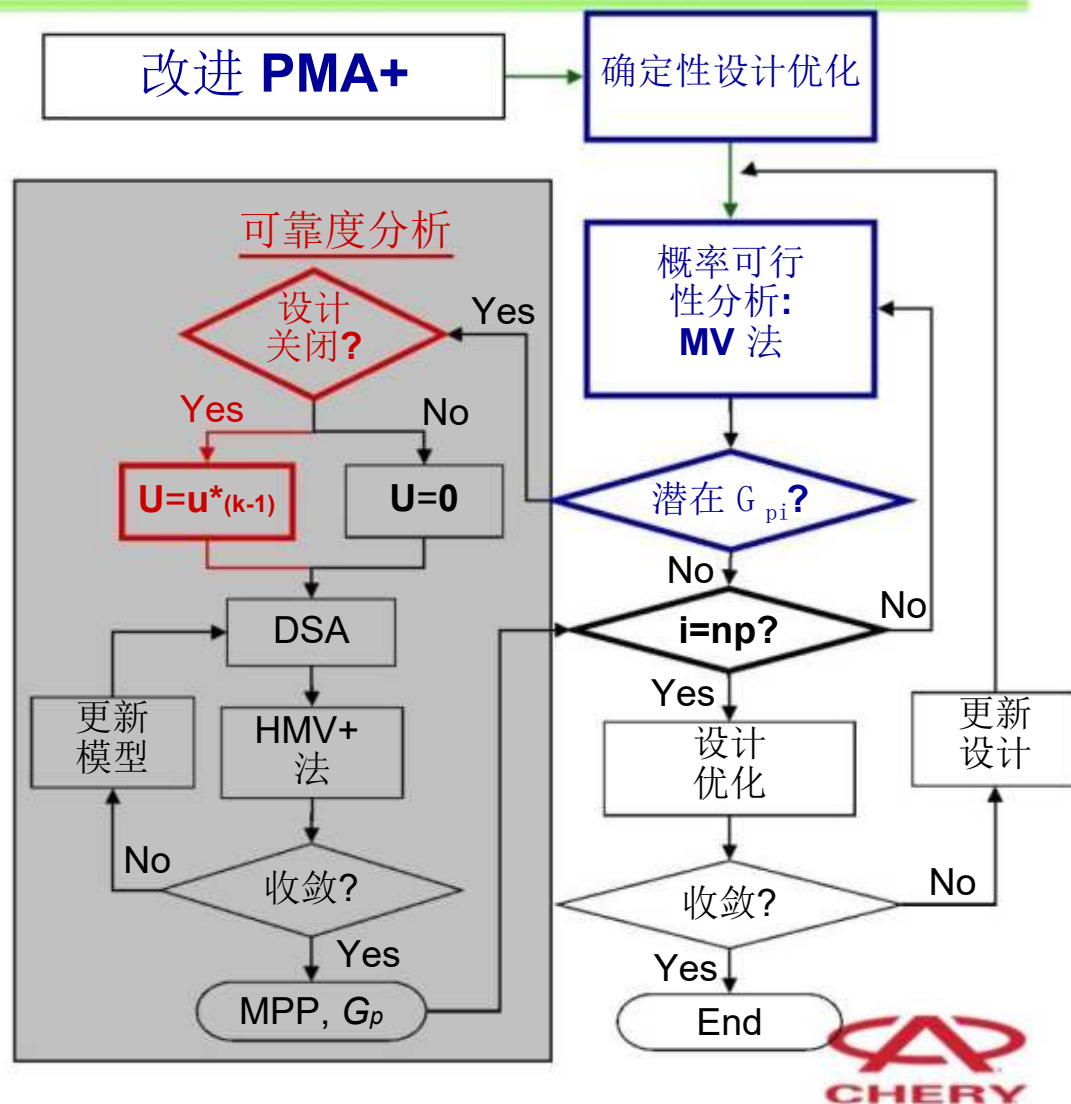 改进 PMA+
确定性设计优化
可靠度分析
设计
关闭?
Yes
概率可行
性分析:
MV 法
Yes
No
U=u*(k-1)
U=0
潜在 G pi?
No
DSA
i=np?
No
Yes
更新
模型
HMV+
法
设计
优化
更新
设计
No
收敛?
收敛?
No
Yes
Yes
MPP, Gp
End
CHERY